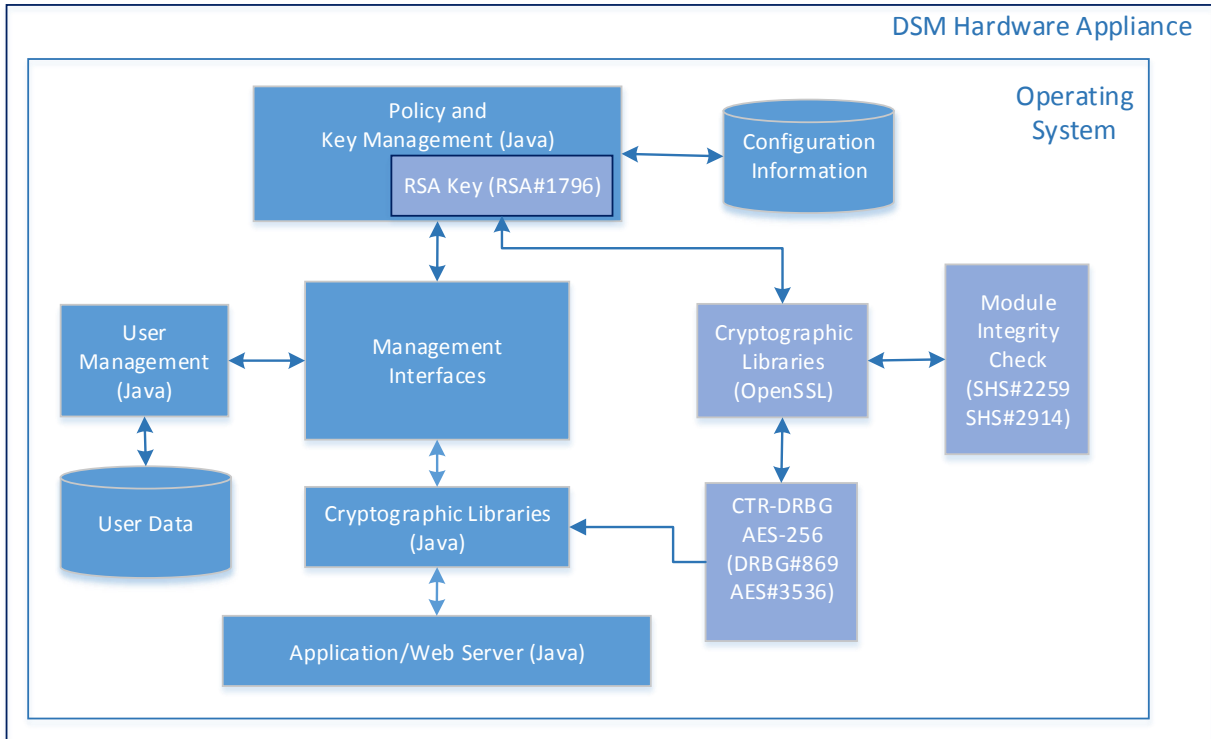 DSM Hardware Appliance
Operating
System
Policy and
Key Management (Java)
RSA Key (RSA#1796)
Configuration
Information
User
Management
(Java)
Management
Interfaces
Cryptographic
Libraries
(OpenSSL)
Module
Integrity
Check
(SHS#2259
SHS#2914)
User Data
Cryptographic Libraries
(Java)
CTR-DRBG
AES-256
(DRBG#869
AES#3536)
Application/Web Server (Java)